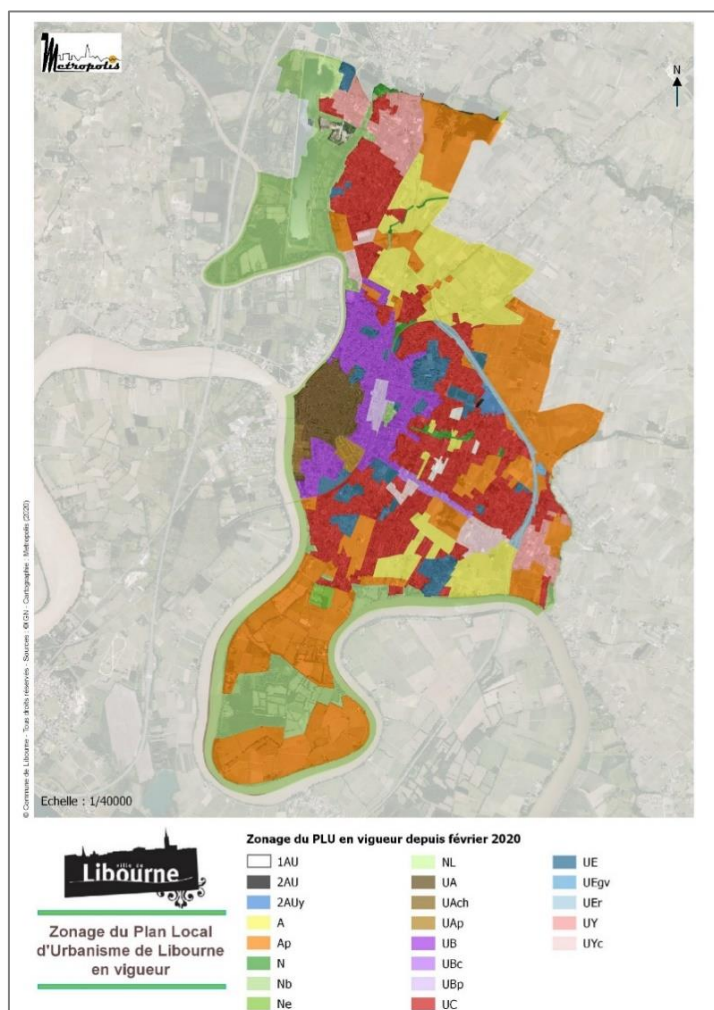 Metropolis
N
© Commune de Libourne - Tous droits réservés - Sources : ©IGN - Cartographie : Metropolis (2020)
Echelle : 1/40000
ville de
Libourne
Zonage du Plan Local
d'Urbanisme de Libourne
en vigueur
Zonage du PLU en vigueur depuis février 2020
1AU
2AU
2AUy
A
Ap
N
Nb
Ne
NL
UA
UAch
UAp
UB
UBc
UBp
UC
UE
UEgv
UEr
UY
UYc